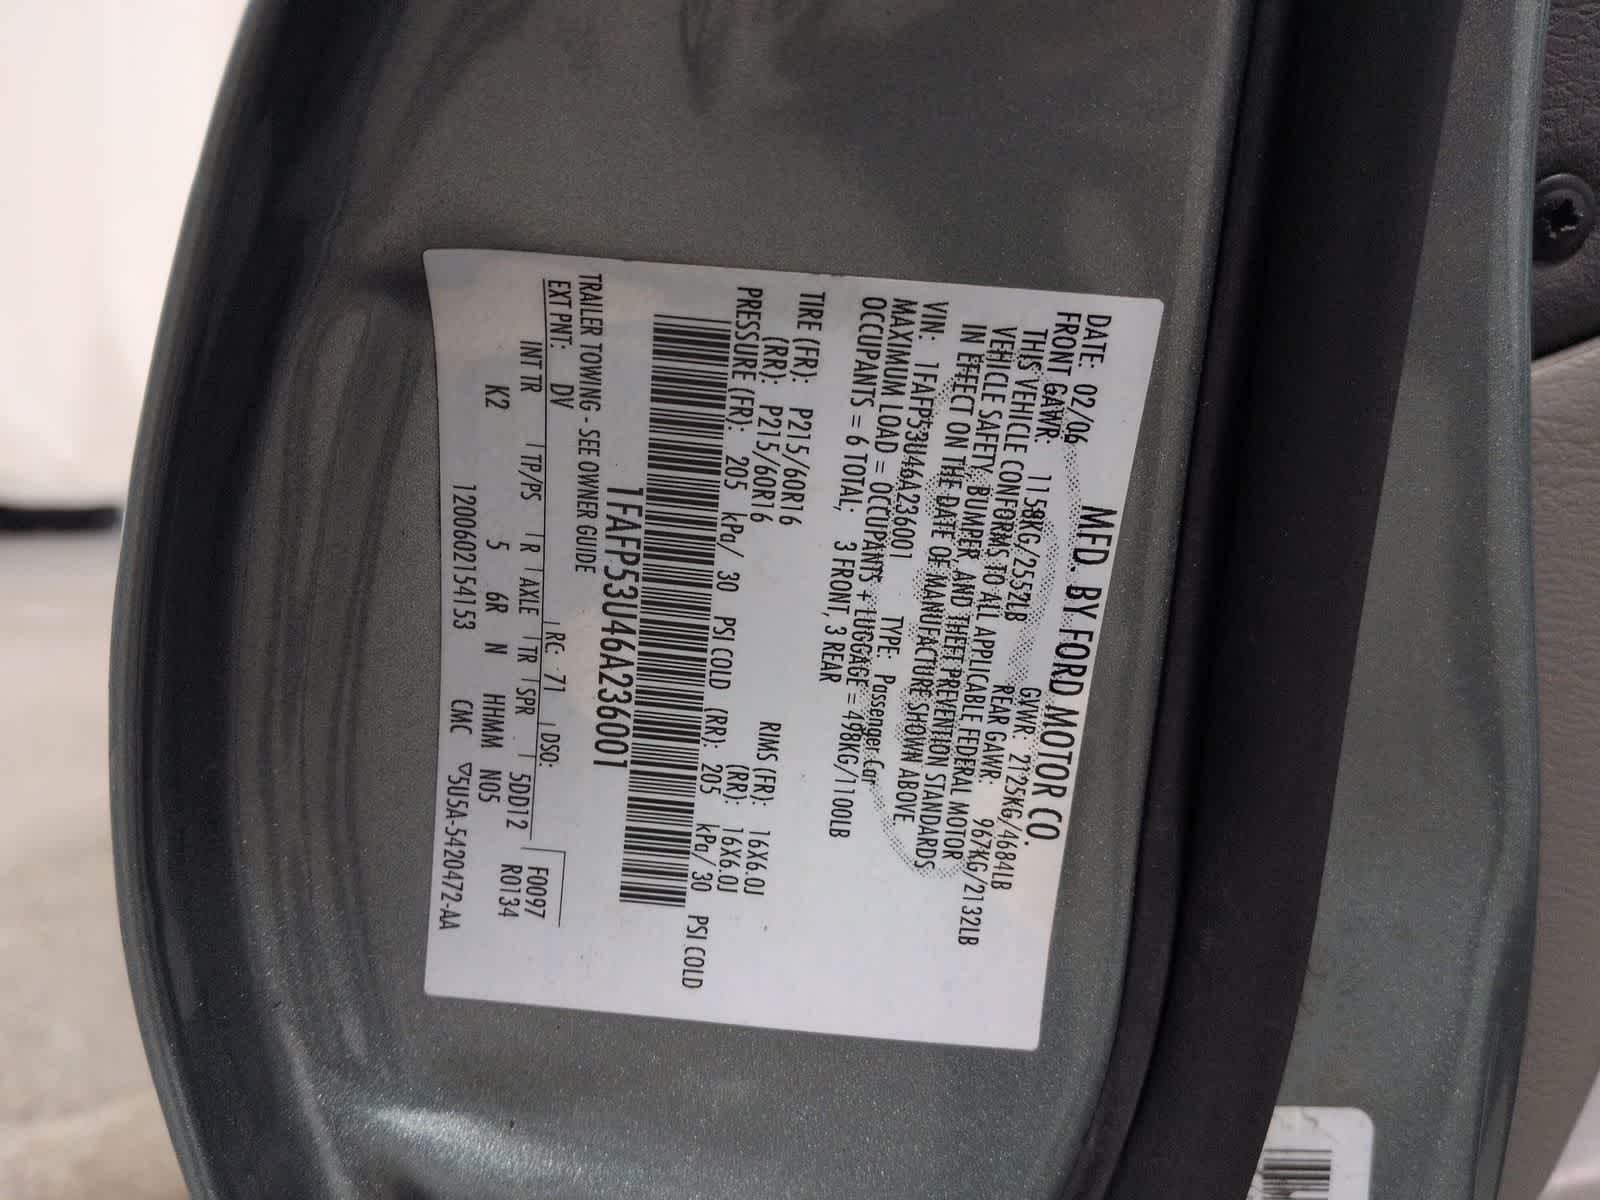 MFD. BY FORD MOTOR CO.
DATE: 02/06 GVWR: 2125KG/4684LB
FRONT GAWR: 1158KG/2552LB REAR GAWR: 967KG/2132LB
THIS VEHICLE CONFORMS TO ALL APPLICABLE FEDERAL MOTOR
VEHICLE SAFETY, BUMPER, AND THEFT PREVENTION STANDARDS
IN EFFECT ON THE DATE OF MANUFACTURE SHOWN ABOVE
VIN: 1FAFP53U46A236001 TYPE: Passenger Car
MAXIMUM LOAD = OCCUPANTS + LUGGAGE = 498KG/1100LB
OCCUPANTS = 6 TOTAL; 3 FRONT, 3 REAR
TIRE (FR): P215/60R16 RMS (FR): 16X6.0J
(RR): P215/60R16 (RR): 16X6.0J
PRESSURE (FR): 205 kPa/ 30 PSI COLD (RR): 205 kPa/ 30 PSI COLD
1FAFP53U46A236001
TRAILER TOWING - SEE OWNER GUIDE
EXT PNT: DV RC: 71 DSO: F0097
INT TR TP/PS R AXLE TR SPR 5DD12 R0134
K2 5 6R N HHMM N05
12006021541​53 CMC ▽5U5A-5420472-AA